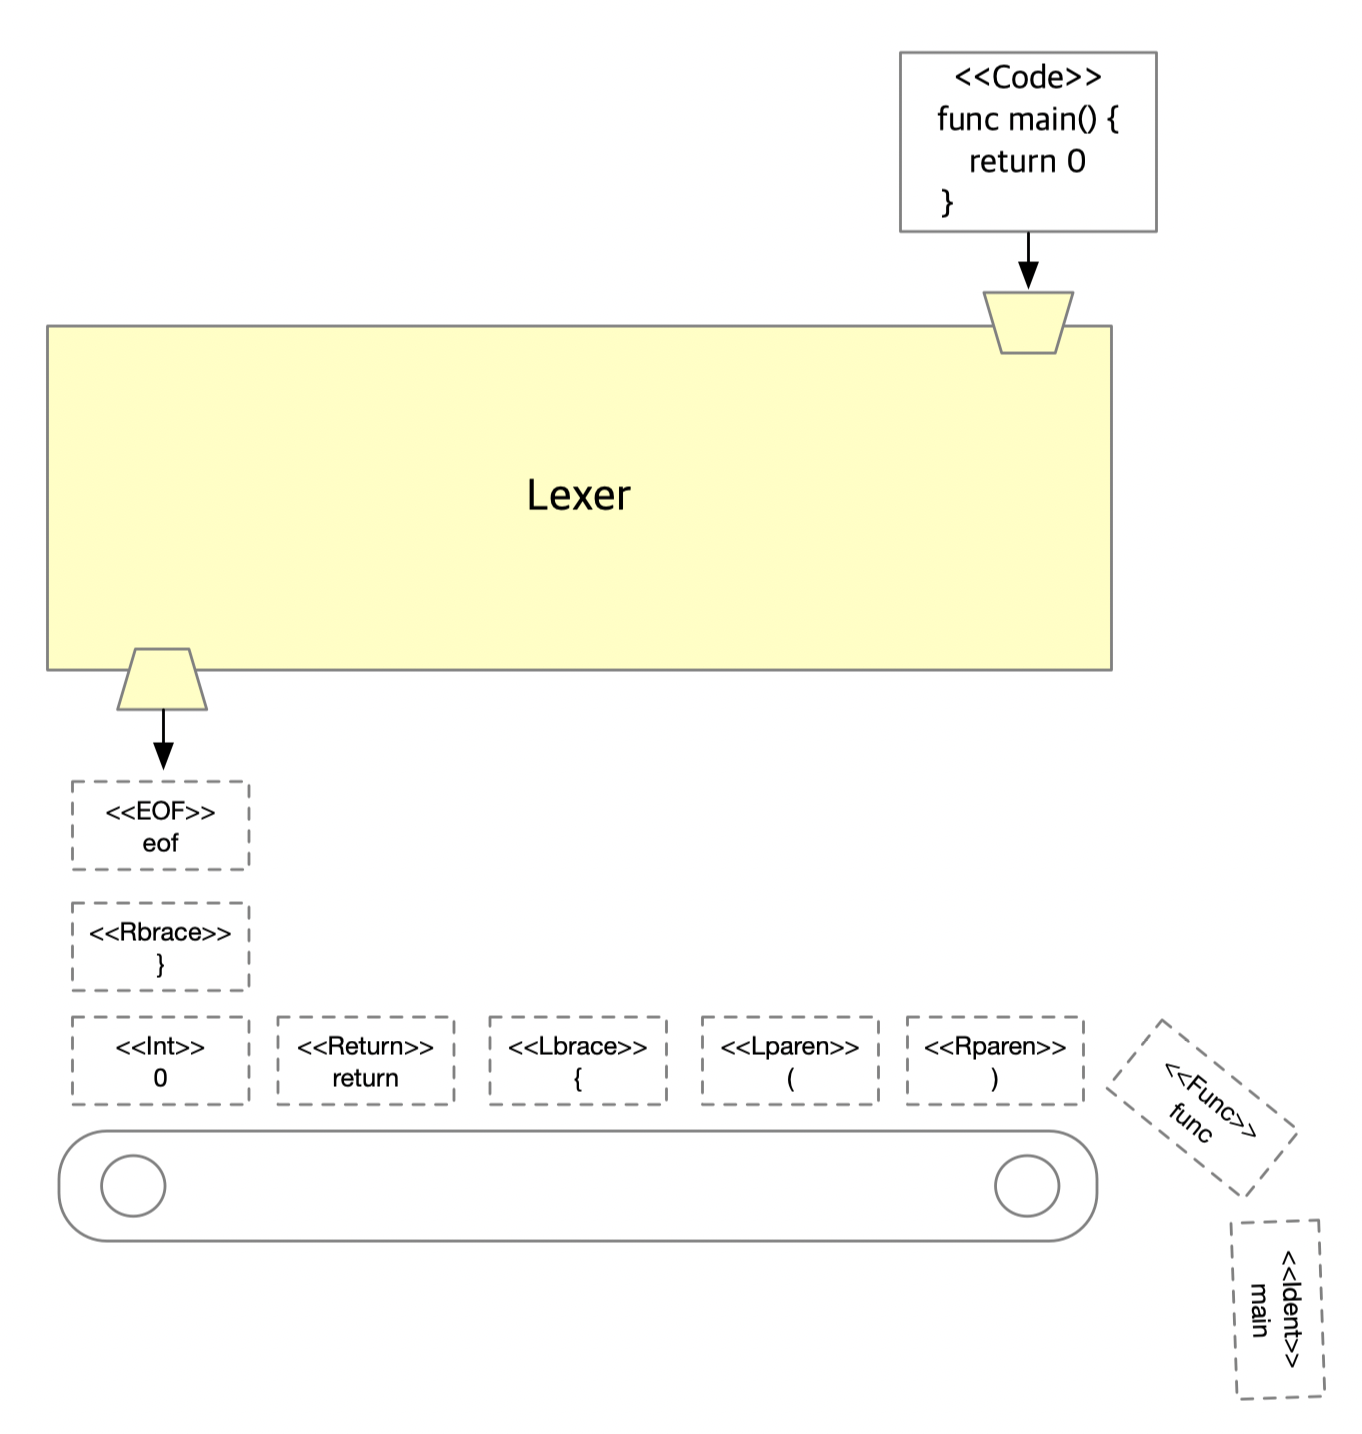 <<Code>>
func main() {
return 0
}
Lexer
<<EOF>>
eof
<<Rbrace>>
}
<<Int>>
0
<<Return>>
return
<<Lbrace>>
{
<<Lparen>>
(
<<Rparen>>
)
<<Func>>
func
<<Ident>>
main